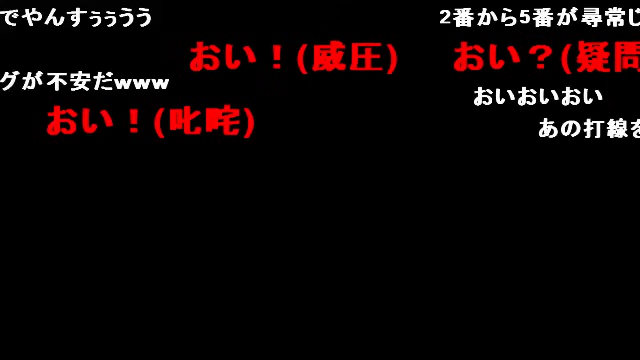 でやんすぅぅうう
2番から5番が尋常じ
おい！(威圧)
おい？(疑問
グが不安だwww
おいおいおい
おい！(叱咤)
あの打線を